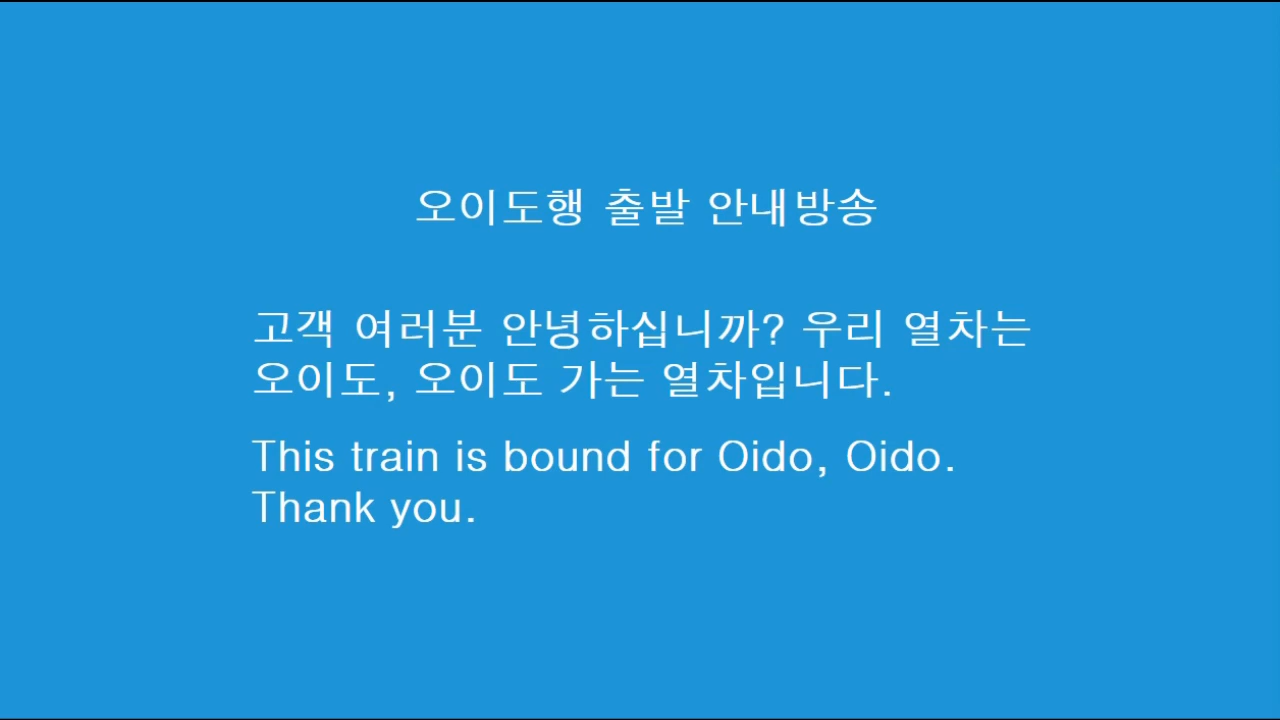 오이도행 출발 안내방송
고객 여러분 안녕하십니까? 우리 열차는
오이도, 오이도 가는 열차입니다.
This train is bound for Oido, Oido.
Thank you.